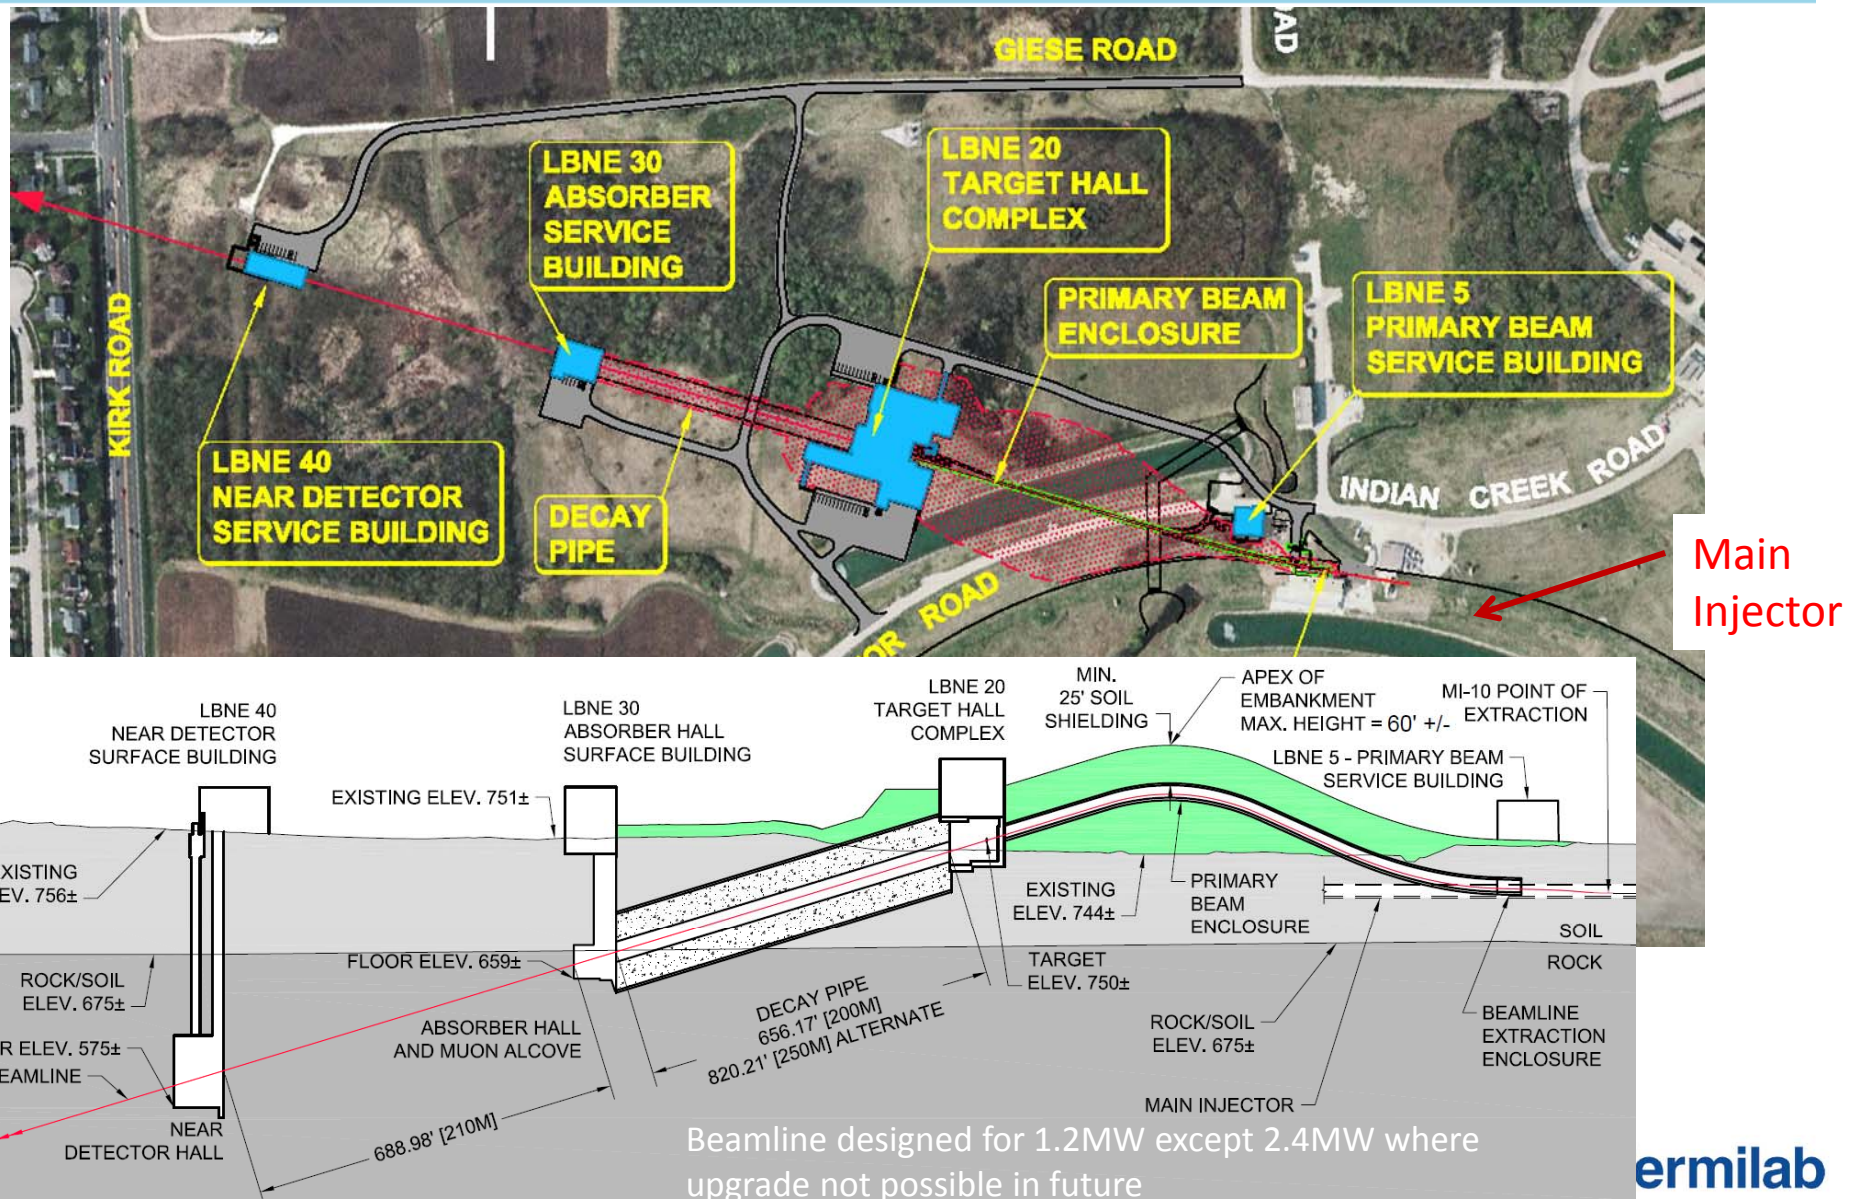 GIESE ROAD
OAD
LBNE 30
ABSORBER
SERVICE
BUILDING
LBNE 20
TARGET HALL
COMPLEX
PRIMARY BEAM
ENCLOSURE
LBNE 5
PRIMARY BEAM
SERVICE BUILDING
KIRK ROAD
LBNE 40
NEAR DETECTOR
SERVICE BUILDING
DECAY
PIPE
INDIAN CREEK ROAD
OR ROAD
Main
Injector
LBNE 40
NEAR DETECTOR
SURFACE BUILDING
LBNE 30
ABSORBER HALL
SURFACE BUILDING
LBNE 20
TARGET HALL
COMPLEX
MIN.
25' SOIL
SHIELDING
APEX OF
EMBANKMENT
MAX. HEIGHT = 60' +/-
MI-10 POINT OF
EXTRACTION
LBNE 5 - PRIMARY BEAM
SERVICE BUILDING
EXISTING ELEV. 751±
XISTING
EV. 756±
EXISTING
ELEV. 744±
PRIMARY
BEAM
ENCLOSURE
SOIL
ROCK
FLOOR ELEV. 659±
TARGET
ELEV. 750±
ROCK/SOIL
ELEV. 675±
DECAY PIPE
656.17' [200M]
820.21' [250M] ALTERNATE
ABSORBER HALL
AND MUON ALCOVE
ROCK/SOIL
ELEV. 675±
BEAMLINE
EXTRACTION
ENCLOSURE
R ELEV. 575±
EAMLINE
MAIN INJECTOR
NEAR
DETECTOR HALL
688.98' [210M]
Beamline designed for 1.2MW except 2.4MW where
upgrade not possible in future
ermilab